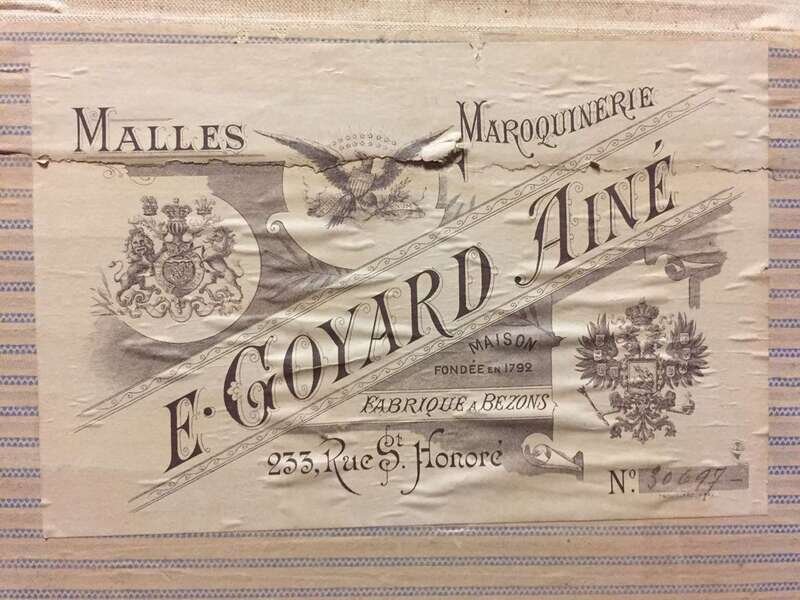 MALLES
MAROQUINERIE
E. GOYARD AINÉ
MAISON
FONDÉE EN 1792
FABRIQUE A BEZONS
233, Rue St. Honoré
No. 30697-